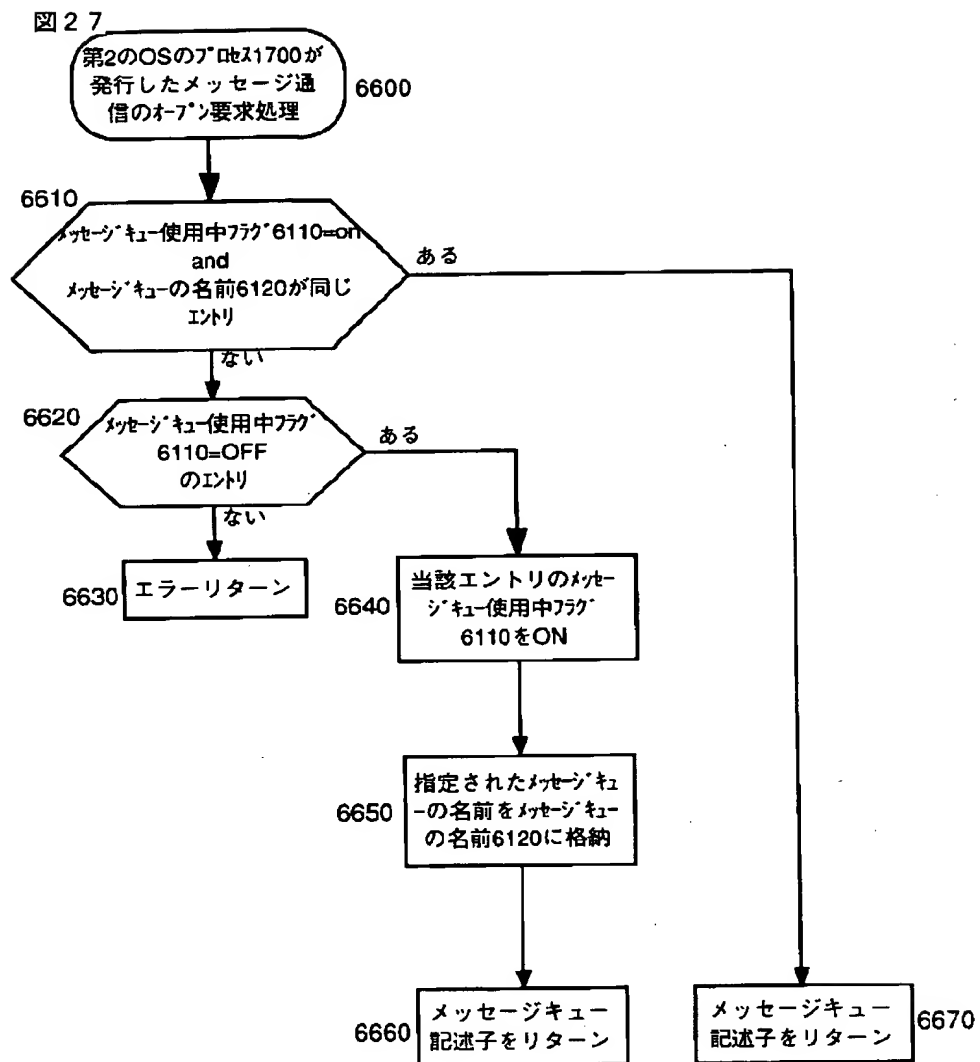 図27
第2のOSのﾌﾟﾛｾｽ1700が
発行したメッセージ通
信のｵｰﾌﾟﾝ要求処理
6600
6610
ﾒｯｾｰｼﾞｷｭｰ使用中ﾌﾗｸﾞ6110=on
and
ﾒｯｾｰｼﾞｷｭｰの名前6120が同じ
ｴﾝﾄﾘ
ある
ない
6620
ﾒｯｾｰｼﾞｷｭｰ使用中ﾌﾗｸﾞ
6110=OFF
のｴﾝﾄﾘ
ある
ない
6630
エラーリターン
6640
当該エントリのﾒｯｾｰ
ｼﾞｷｭｰ使用中ﾌﾗｸﾞ
6110をON
6650
指定されたﾒｯｾｰｼﾞｷｭ
ｰの名前をﾒｯｾｰｼﾞｷｭｰ
の名前6120に格納
6660
メッセージキュー
記述子をリターン
メッセージキュー
記述子をリターン
6670